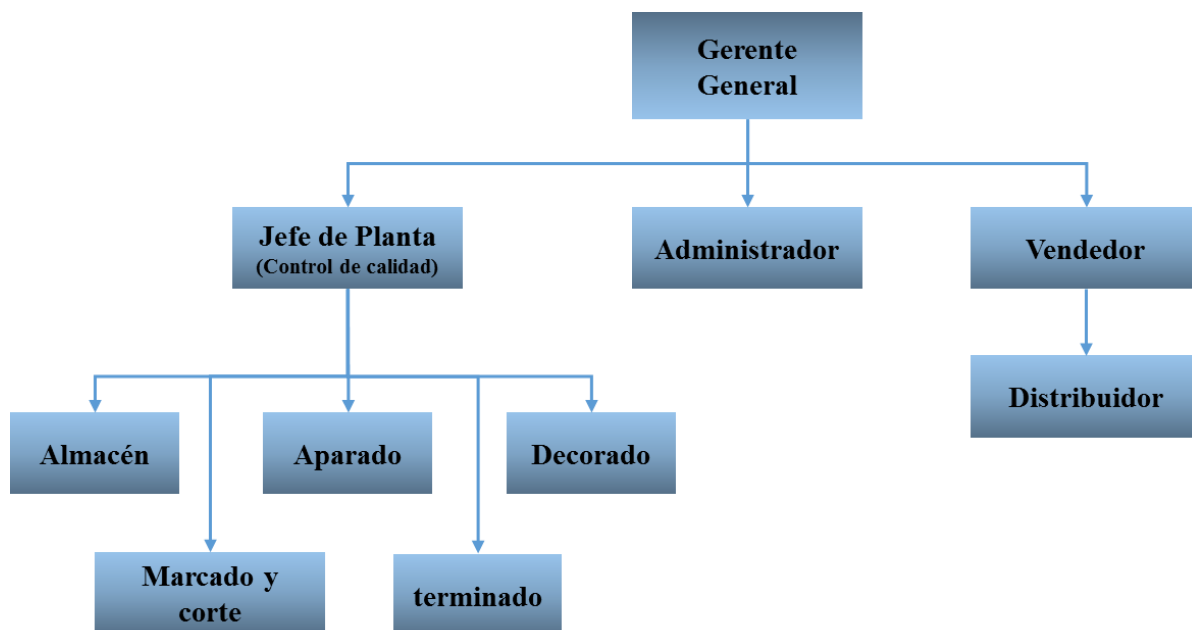 Gerente
General
Jefe de Planta
(Control de calidad)
Administrador
Vendedor
Distribuidor
Almacén
Aparado
Decorado
Marcado y
corte
terminado